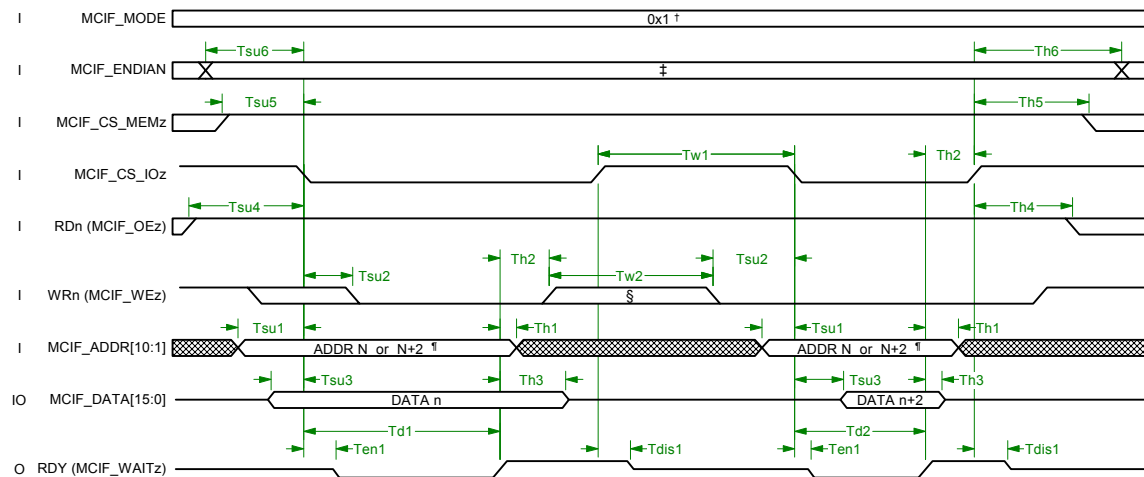 I MCIF_MODE 0x1 †
Tsu6 Th6
I MCIF_ENDIAN ‡
Tsu5 Th5
I MCIF_CS_MEMz
Tw1 Th2
I MCIF_CS_IOz
Tsu4 Th4
I RDn (MCIF_OEz)
Tsu2 Th2 Tw2 Tsu2
I WRn (MCIF_WEz) §
Tsu1 Th1 Tsu1 Th1
I MCIF_ADDR[10:1] ADDR N or N+2 ¶ ADDR N or N+2 ¶
Tsu3 Th3 Tsu3 Th3
IO MCIF_DATA[15:0] DATA n DATA n+2
Td1 Td2
Ten1 Tdis1 Ten1 Tdis1
O RDY (MCIF_WAITz)